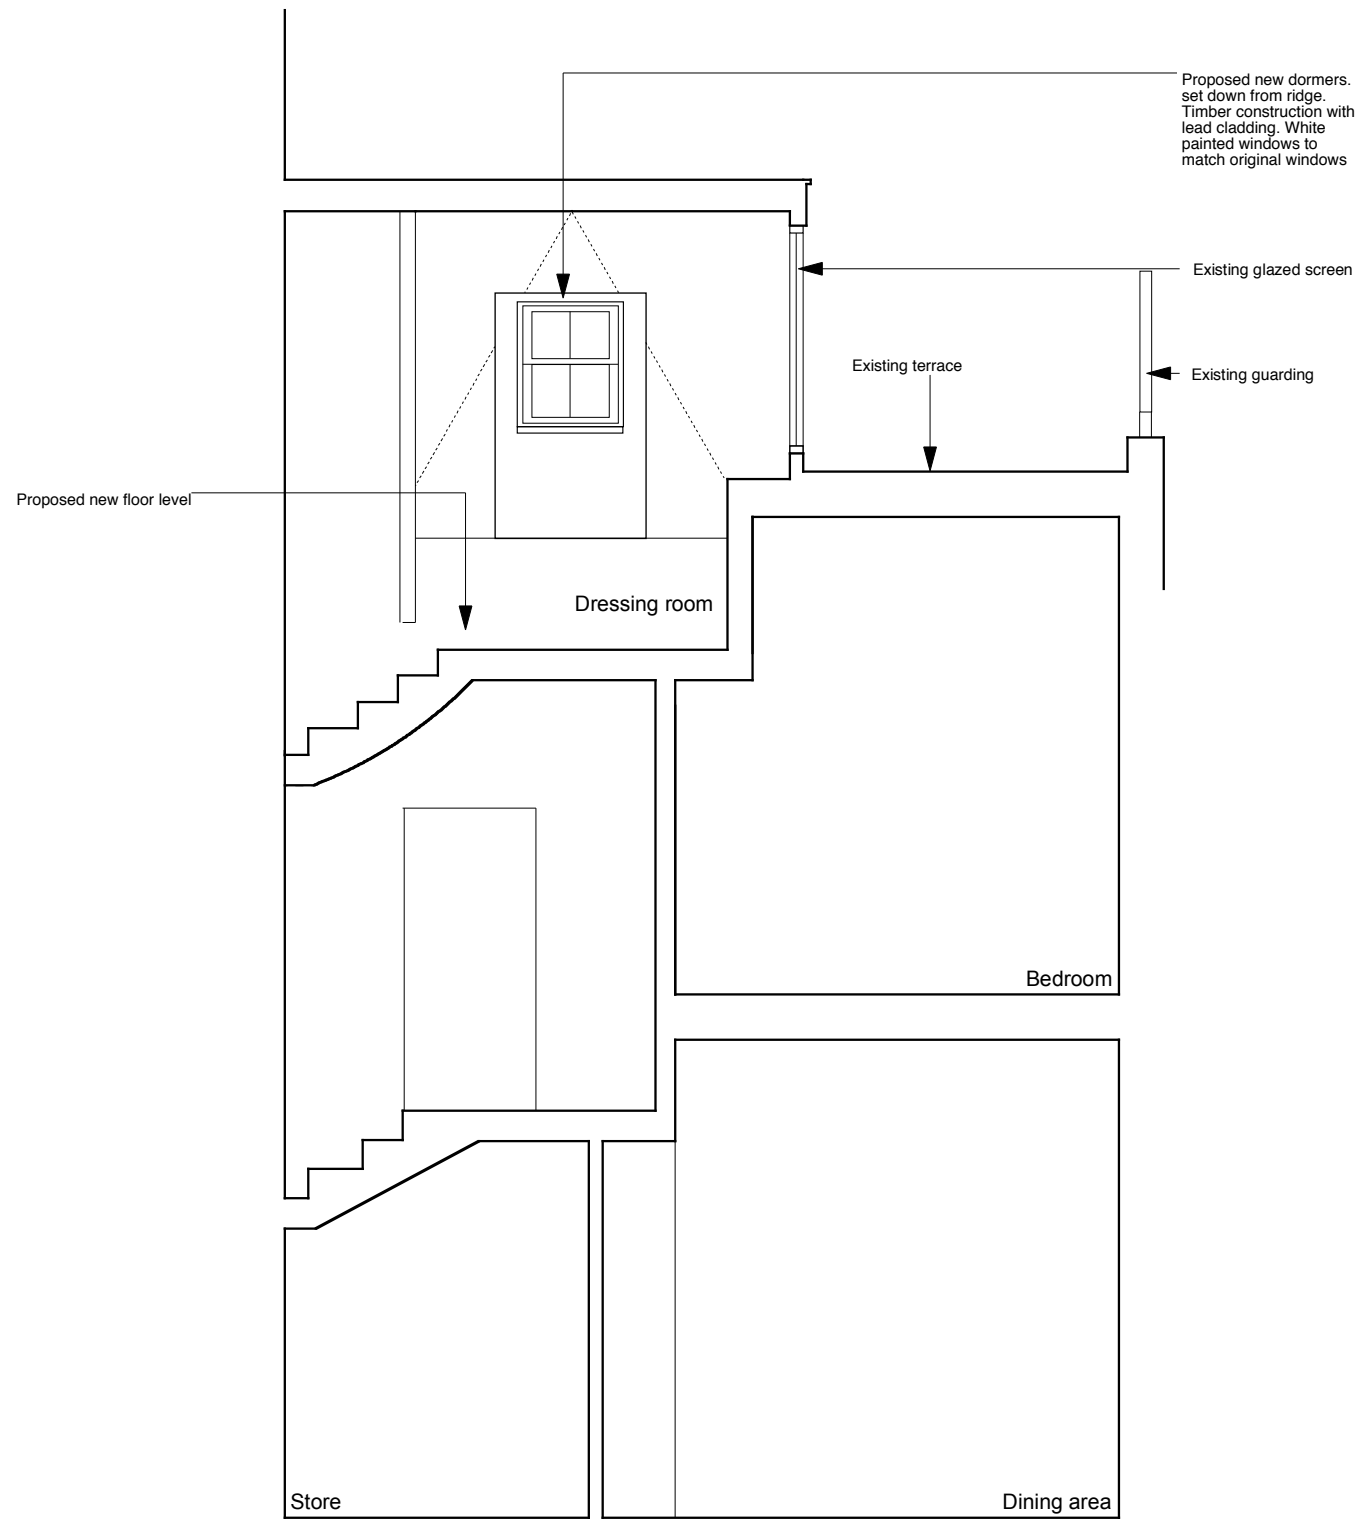 Proposed new dormers.
set down from ridge.
Timber construction with
lead cladding. White
painted windows to
match original windows
Existing glazed screen
Existing terrace
Existing guarding
Proposed new floor level
Dressing room
Bedroom
Store
Dining area